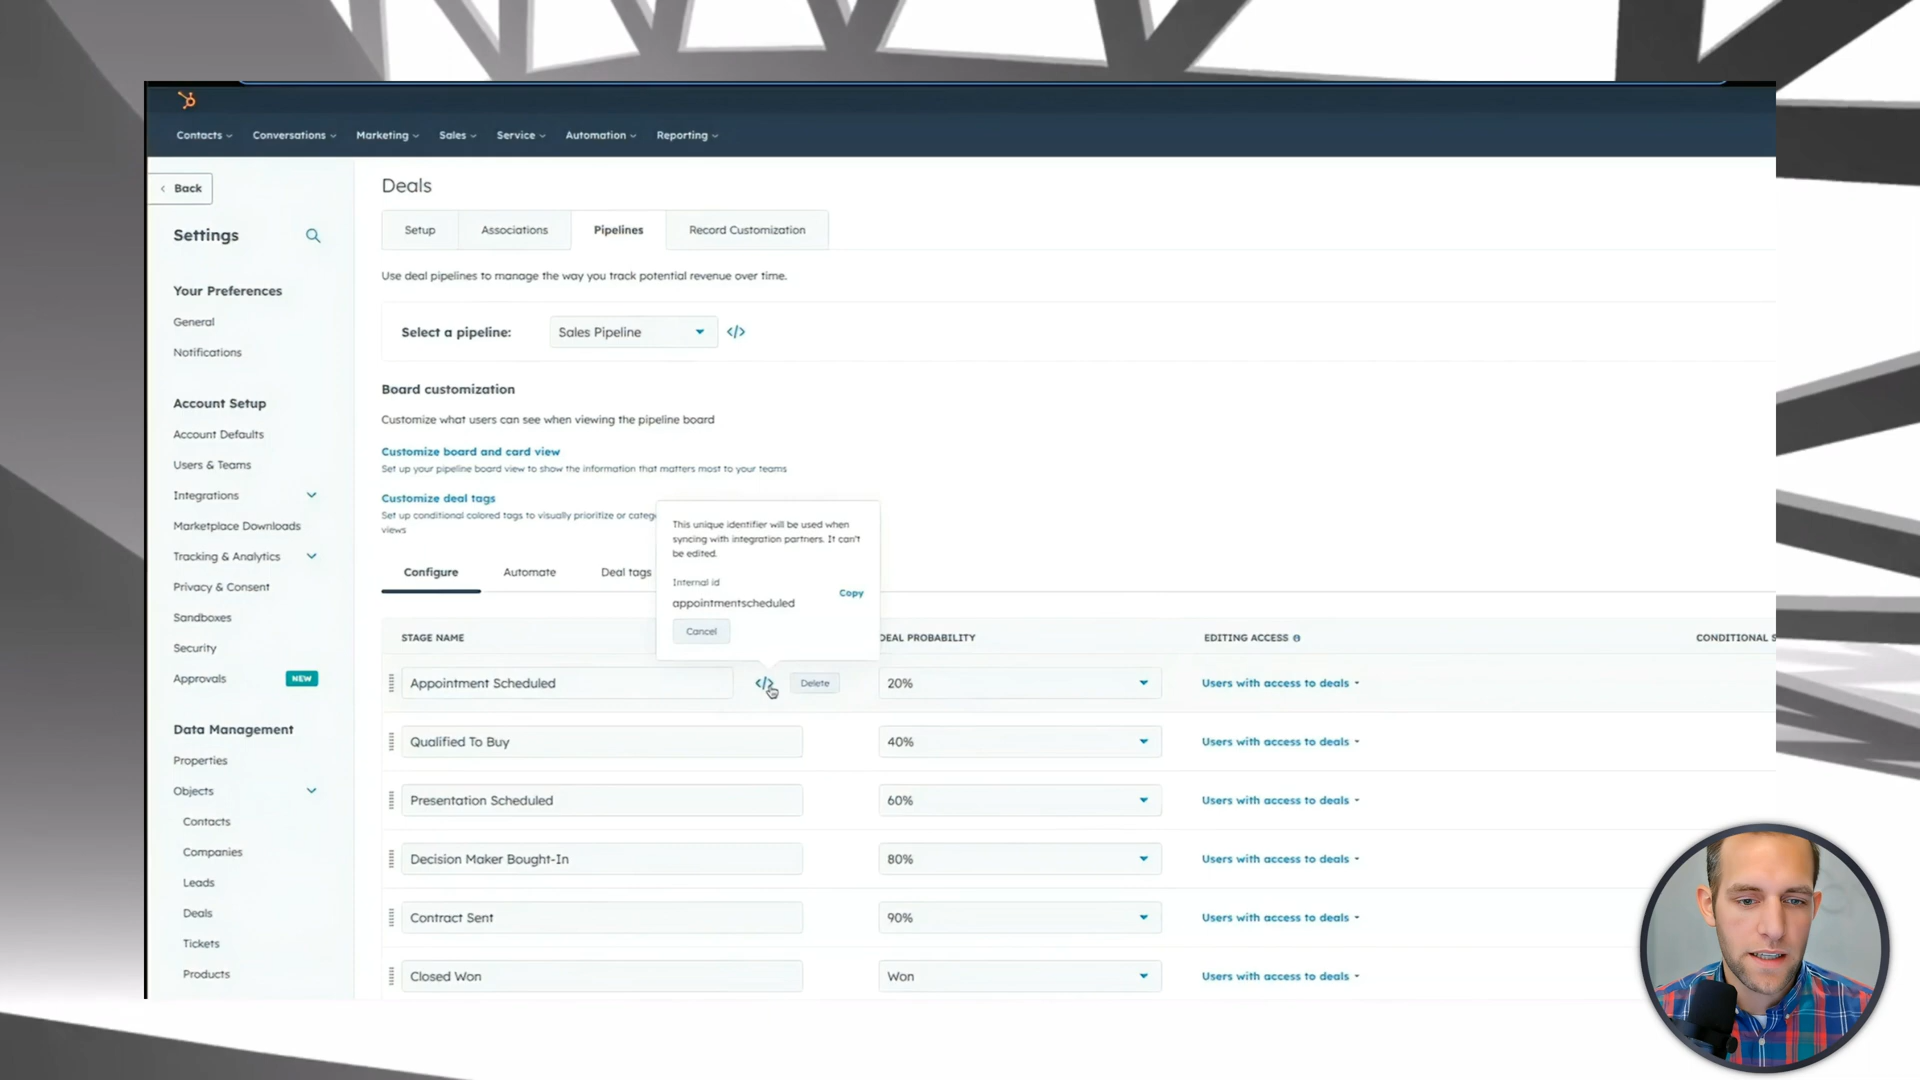 Contacts
Conversations
Marketing
Sales
Service
Automation
Reporting
Back
Settings
Your Preferences
General
Notifications
Account Setup
Account Defaults
Users & Teams
Integrations
Marketplace Downloads
Tracking & Analytics
Privacy & Consent
Sandboxes
Security
Approvals NEW
Data Management
Properties
Objects
Contacts
Companies
Leads
Deals
Tickets
Products
Deals
Setup
Associations
Pipelines
Record Customization
Use deal pipelines to manage the way you track potential revenue over time.
Select a pipeline: Sales Pipeline </>
Board customization
Customize what users can see when viewing the pipeline board
Customize board and card view
Set up your pipeline board view to show the information that matters most to your teams
Customize deal tags
Set up conditional colored tags to visually prioritize or categ
views
This unique identifier will be used when
syncing with integration partners. It can't
be edited.
Internal id
appointmentscheduled
Copy
Cancel
Configure
Automate
Deal tags
STAGE NAME
DEAL PROBABILITY
EDITING ACCESS
CONDITIONAL S
Appointment Scheduled </> Delete 20% Users with access to deals
Qualified To Buy 40% Users with access to deals
Presentation Scheduled 60% Users with access to deals
Decision Maker Bought-In 80% Users with access to deals
Contract Sent 90% Users with access to deals
Closed Won Won Users with access to deals